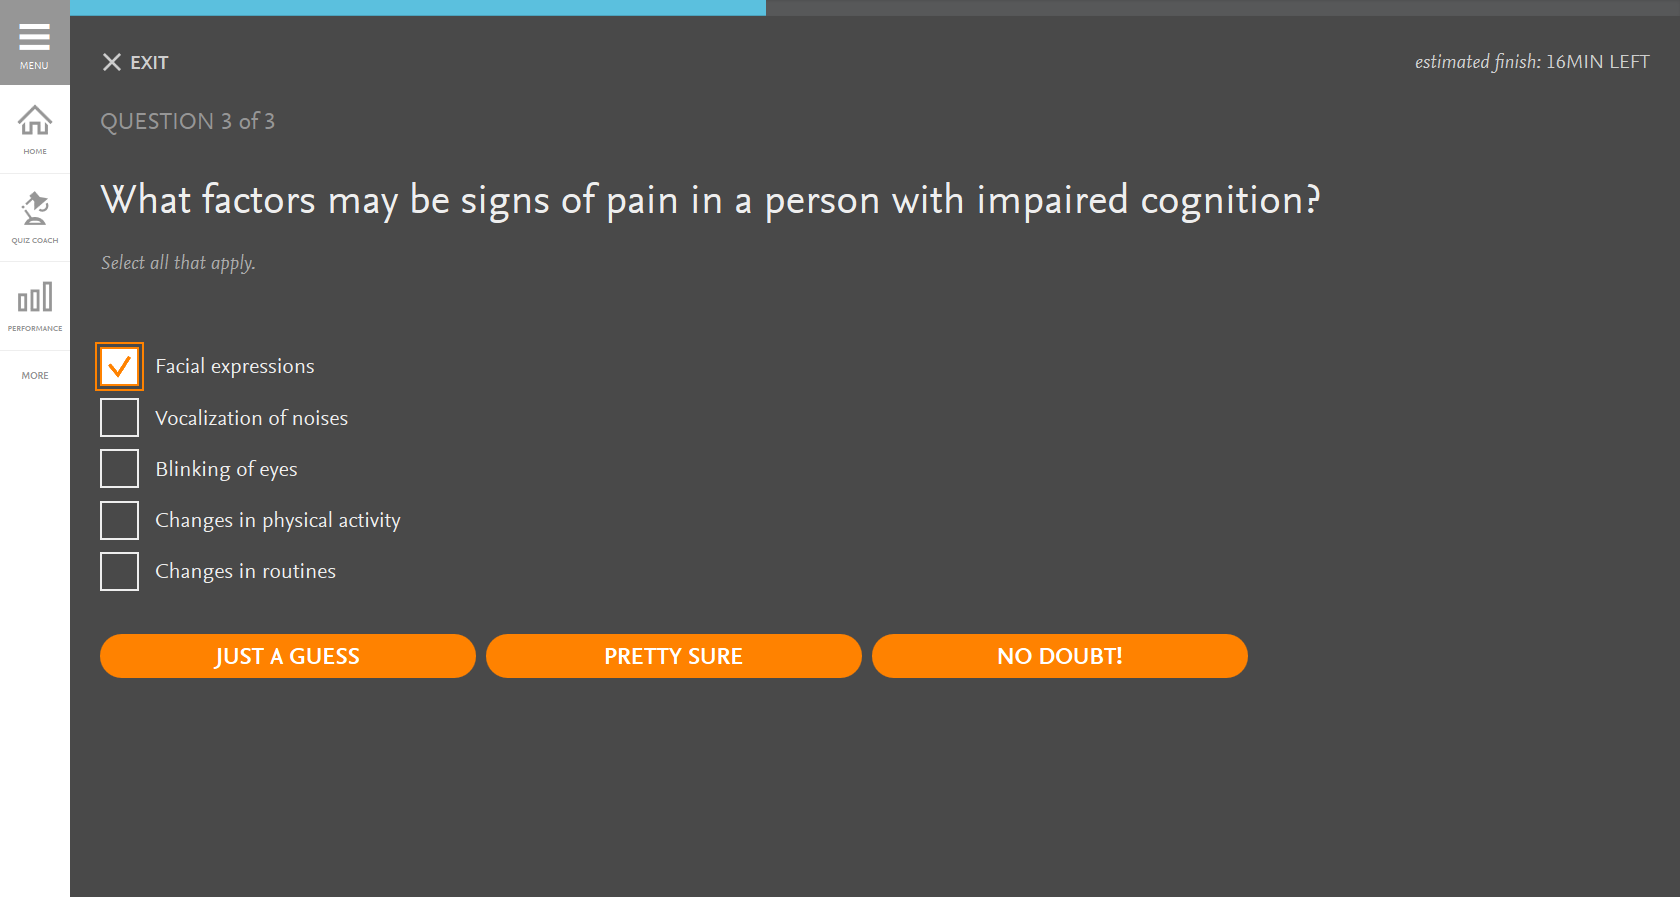 MENU
HOME
QUIZ COACH
PERFORMANCE
MORE
EXIT
estimated finish: 16MIN LEFT
QUESTION 3 of 3
What factors may be signs of pain in a person with impaired cognition?
Select all that apply.
Facial expressions
Vocalization of noises
Blinking of eyes
Changes in physical activity
Changes in routines
JUST A GUESS
PRETTY SURE
NO DOUBT!